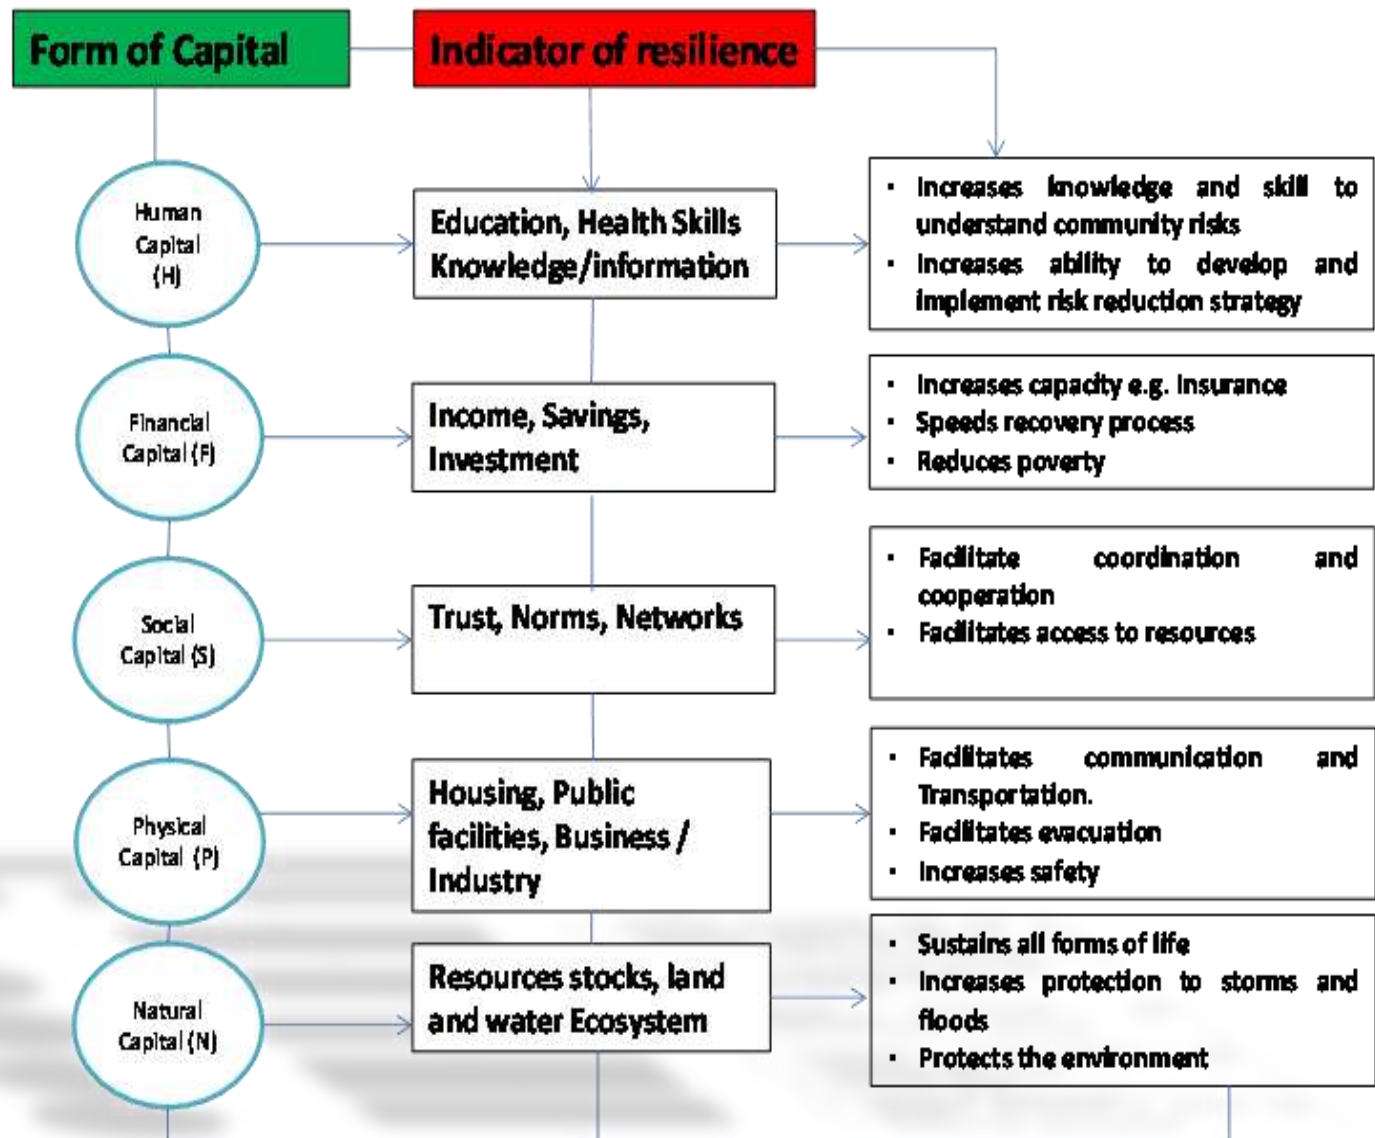 Form of Capital
Indicator of resilience
Human
Capital
(H)
Education, Health Skills
Knowledge/information
▪ Increases knowledge and skill to
understand community risks
▪ Increases ability to develop and
implement risk reduction strategy
Financial
Capital (F)
Income, Savings,
Investment
▪ Increases capacity e.g. Insurance
▪ Speeds recovery process
▪ Reduces poverty
Social
Capital (S)
Trust, Norms, Networks
▪ Facilitate coordination and
cooperation
▪ Facilitates access to resources
Physical
Capital (P)
Housing, Public
facilities, Business /
Industry
▪ Facilitates communication and
Transportation.
▪ Facilitates evacuation
▪ Increases safety
Natural
Capital (N)
Resources stocks, land
and water Ecosystem
▪ Sustains all forms of life
▪ Increases protection to storms and
floods
▪ Protects the environment